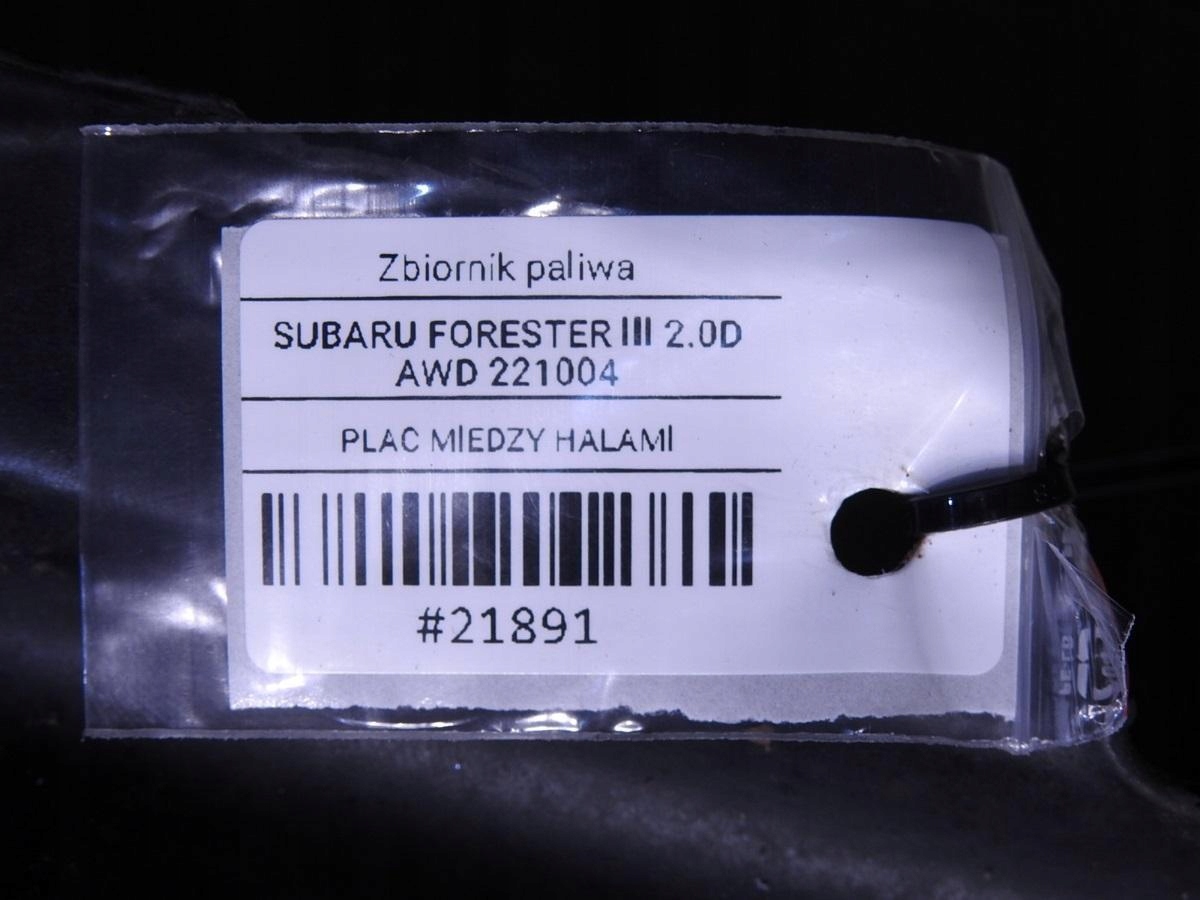 Zbiornik paliwa
SUBARU FORESTER III 2.0D
AWD 221004
PLAC MIEDZY HALAMI
#21891